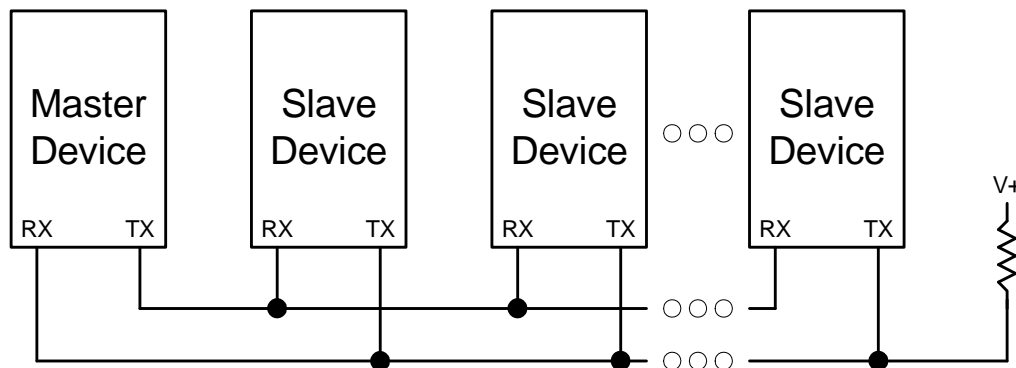 Master
Device
Slave
Device
Slave
Device
Slave
Device
V+
RX TX
RX TX
RX TX
RX TX